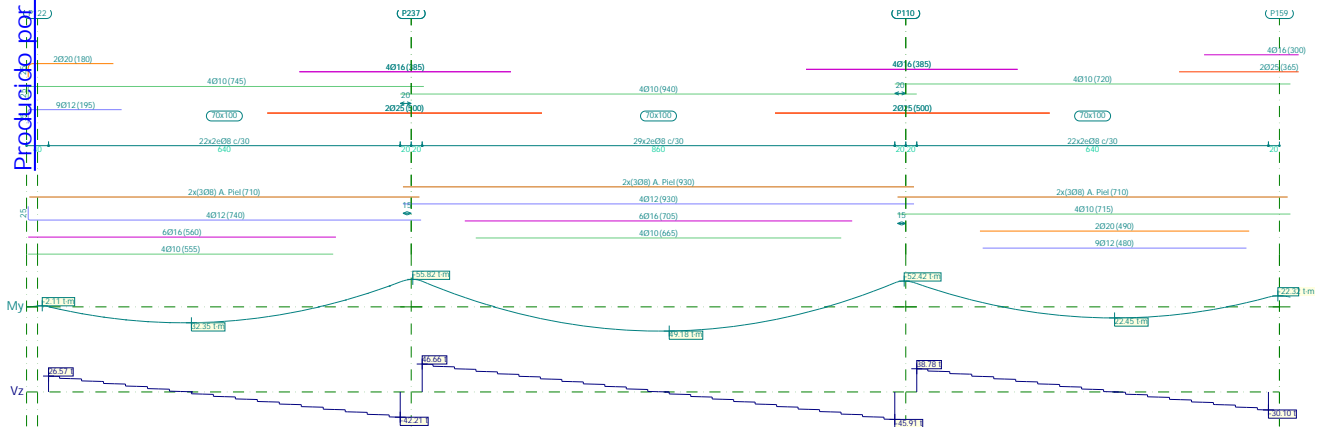 Producido por
P237
P110
P159
4Ø16(300)
2Ø20(180)
4Ø16(385)
4Ø16(385)
2Ø25(365)
4Ø10(745)
4Ø10(940)
4Ø10(720)
20
20
9Ø12(195)
2Ø25(500)
2Ø25(500)
70x100
70x100
70x100
22x2eØ8 c/30
29x2eØ8 c/30
22x2eØ8 c/30
640
20 20
860
20 20
640
20
2x(3Ø8) A. Piel(930)
2x(3Ø8) A. Piel(710)
2x(3Ø8) A. Piel(710)
4Ø12(930)
15
25
4Ø12(740)
4Ø10(715)
15
6Ø16(705)
2Ø20(490)
6Ø16(560)
4Ø10(665)
9Ø12(480)
4Ø10(555)
-55.82 t·m
-52.42 t·m
-22.32 t·m
-2.11 t·m
My
32.35 t·m
49.18 t·m
22.45 t·m
46.66 t
38.78 t
26.57 t
Vz
-42.21 t
-45.91 t
-30.10 t